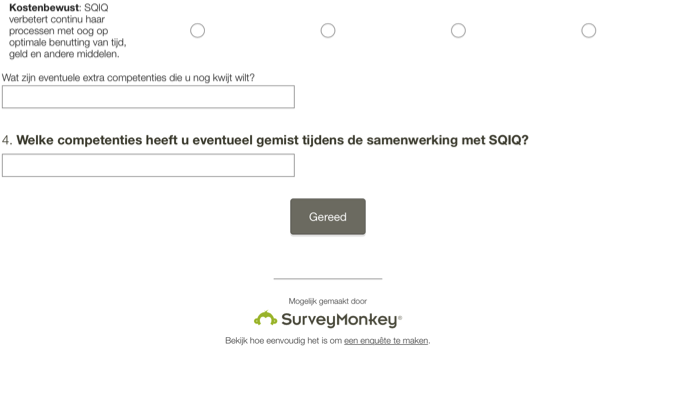 Kostenbewust: SQIQ
verbetert continu haar
processen met oog op
optimale benutting van tijd,
geld en andere middelen.
Wat zijn eventuele extra competenties die u nog kwijt wilt?
4. Welke competenties heeft u eventueel gemist tijdens de samenwerking met SQIQ?
Gereed
Mogelijk gemaakt door
SurveyMonkey®
Bekijk hoe eenvoudig het is om een enquête te maken.